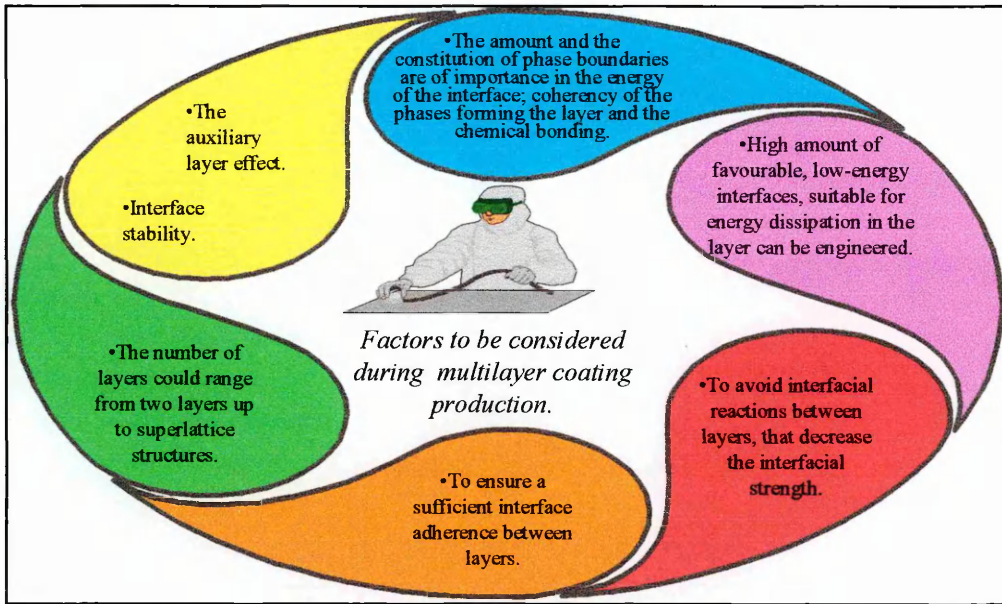 •The amount and the
constitution of phase boundaries
are of importance in the energy
of the interface; coherency of the
phases forming the layer and the
chemical bonding.
•High amount of
favourable, low-energy
interfaces, suitable for
energy dissipation in the
layer can be engineered.
•To avoid interfacial
reactions between
layers, that decrease
the interfacial
strength.
•To ensure a
sufficient interface
adherence between
layers.
•The number of
layers could range
from two layers up
to superlattice
structures.
•The
auxiliary
layer effect.
•Interface
stability.
Factors to be considered
during multilayer coating
production.